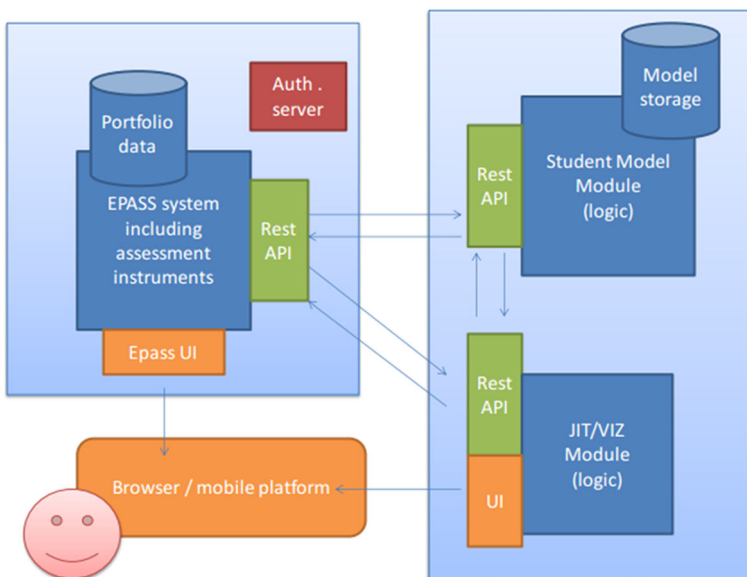 Portfolio
data
Auth .
server
EPASS system
including
assessment
instruments
Rest
API
Epass UI
Browser / mobile platform
Model
storage
Rest
API
Student Model
Module
(logic)
Rest
API
UI
JIT/VIZ
Module
(logic)